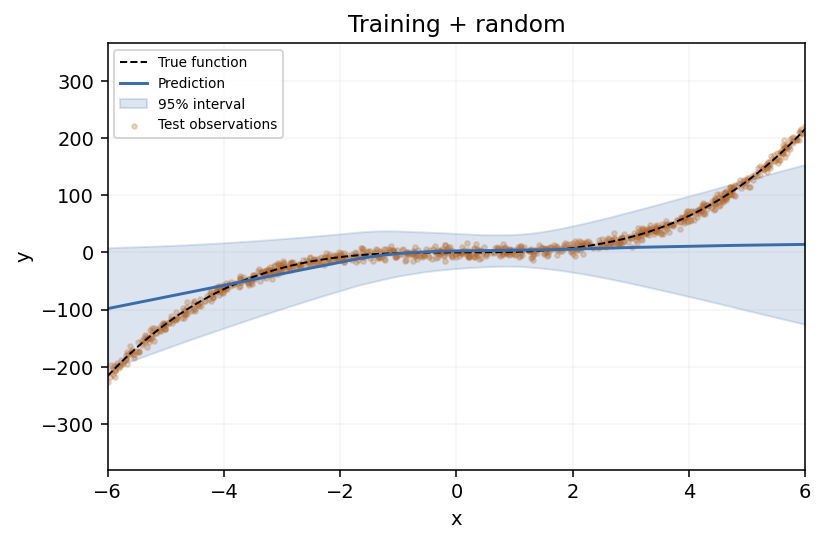 Training + random
True function
Prediction
95% interval
Test observations
300
200
100
0
−100
−200
−300
y
−6
−4
−2
0
2
4
6
x